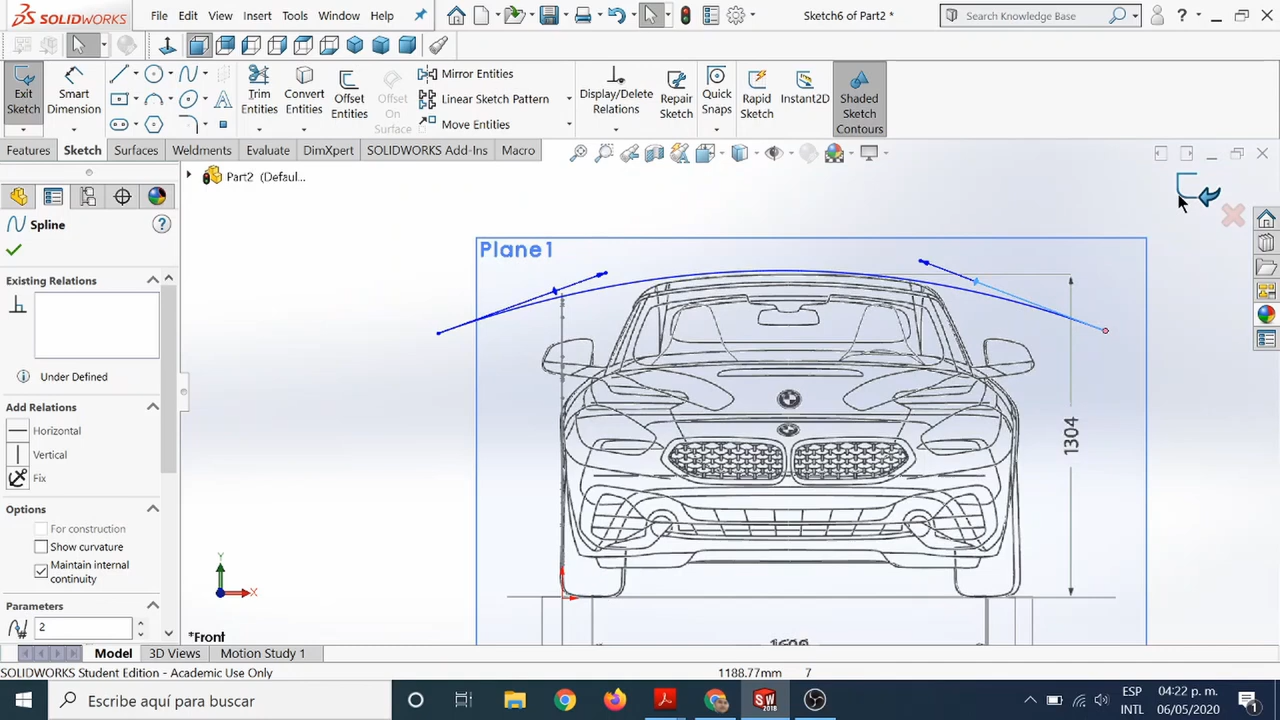 SOLIDWORKS
File Edit View Insert Tools Window Help
Sketch6 of Part2 *
Search Knowledge Base
?
Exit Sketch
Smart Dimension
Trim Entities
Convert Entities
Offset Entities
Offset On Surface
Mirror Entities
Linear Sketch Pattern
Move Entities
Display/Delete Relations
Repair Sketch
Quick Snaps
Rapid Sketch
Instant2D
Shaded Sketch Contours
Features Sketch Surfaces Weldments Evaluate DimXpert SOLIDWORKS Add-Ins Macro
Part2 (Defaul...
Spline
?
Existing Relations
Under Defined
Add Relations
Horizontal
Vertical
Fix
Options
For construction
Show curvature
Maintain internal
continuity
Parameters
2
Plane1
1304
Y
X
*Front
Model 3D Views Motion Study 1
SOLIDWORKS Student Edition - Academic Use Only
1188.77mm 7
Escribe aquí para buscar
ESP
INTL
04:22 p. m.
06/05/2020
1